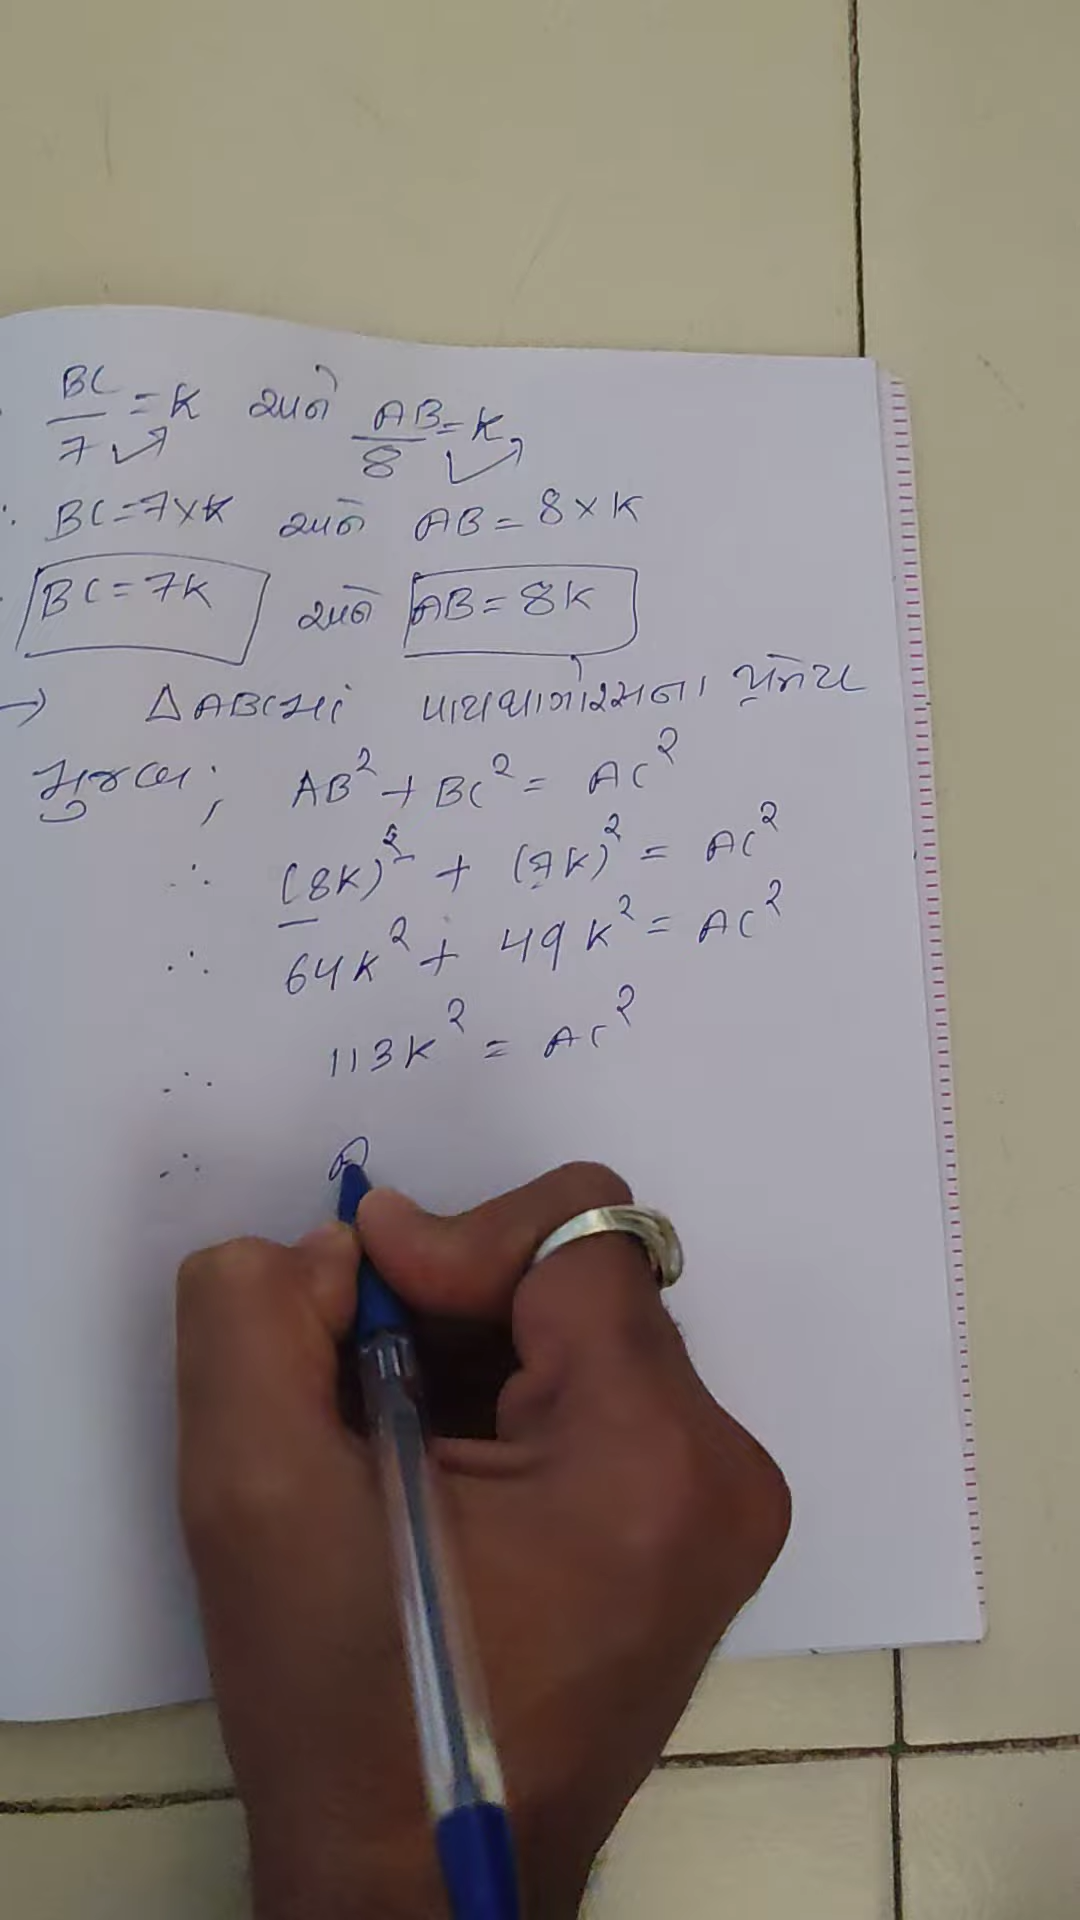 BC/7 = K અને AB/8 = K
∴ BC = 7×K અને AB = 8×K
BC = 7K અને AB = 8K
→ △ABCમાં પાયથાગોરસના પ્રમેય
મુજબ; AB² + BC² = AC²
∴ (8K)² + (7K)² = AC²
∴ 64K² + 49K² = AC²
∴ 113K² = AC²
∴ A